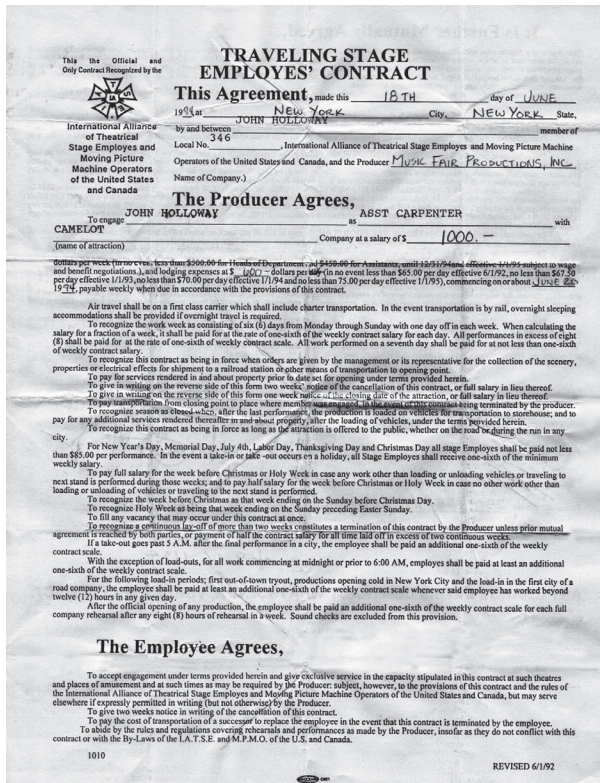 This the Official and
Only Contract Recognized by the
International Alliance
of Theatrical
Stage Employes and
Moving Picture
Machine Operators
of the United States
and Canada
TRAVELING STAGE
EMPLOYES' CONTRACT
This Agreement, made this 18TH day of JUNE
1994 at NEW YORK City, NEW YORK State,
by and between JOHN HOLLOWAY member of
Local No. 346, International Alliance of Theatrical Stage Employes and Moving Picture Machine
Operators of the United States and Canada, and the Producer MUSIC FAIR PRODUCTIONS, INC
Name of Company.)
The Producer Agrees,
To engage JOHN HOLLOWAY as ASST CARPENTER with
CAMELOT Company at a salary of $ 1000.-
(name of attraction)
dollars per week (in no event less than $500.00 for Heads of Department, ad $450.00 for Assistants, until 12/31/94 and effective 1/1/95 subject to wage
and benefit negotiations.), and lodging expenses at $ 600 - dollars per (in no event less than $65.00 per day effective 6/1/92, no less than $67.50
per day effective 1/1/93, no less than $70.00 per day effective 1/1/94 and no less than 75.00 per day effective 1/1/95), commencing on or about JUNE
1994, payable weekly when due in accordance with the provisions of this contract.
Air travel shall be on a first class carrier which shall include charter transportation. In the event transportation is by rail, overnight sleeping
accommodations shall be provided if overnight travel is required.
To recognize the work week as consisting of six (6) days from Monday through Sunday with one day off in each week. When calculating the
salary for fraction of a week, it shall be paid for at the rate of one-sixth of the weekly contract salary for each day. All performances in excess of eight
(8) shall be paid for at the rate of one-sixth of weekly contract scale. All work performed on a seventh day shall be paid for at not less than one-sixth
of weekly contract salary.
To recognize this contract as being in force when orders are given by the management or its representative for the collection of the scenery,
properties or electrical effects for shipment to a railroad station or other means of transportation to opening point.
To pay for services rendered in and about property prior to date set for opening under terms provided herein.
To give in writing on the reverse side of this form two weeks' notice of the cancellation of this contract, or full salary in lieu thereof.
To give in writing on the reverse side of this form one week notice of the closing date of the attraction, or full salary in lieu thereof.
To pay transportation from closing point to place where member was engaged, in the event of this contract being terminated by the producer.
To recognize season as closed when, after the last performance, the production is loaded on vehicles for transportation to storehouse; and to
pay for any additional services rendered thereafter in and about property, after the loading of vehicles, under the terms provided herein.
To recognize this contract as being in force as long as the attraction is offered to the public, whether on the road or during the run in any
city.
For New Year's Day, Memorial Day, July 4th, Labor Day, Thanksgiving Day and Christmas Day all Stage Employes shall be paid not less
than $85.00 per performance. In the event a take-in or take-out occurs on a holiday, all Stage Employes shall receive one-sixth of the minimum
weekly salary.
To pay full salary for the week before Christmas or Holy Week in case any work other than loading or unloading vehicles or traveling to
next stand is performed during those weeks; and to pay half salary for the week before Christmas or Holy Week in case no work other than
loading or unloading of vehicles or traveling to the next stand is performed.
To recognize the week before Christmas as that week ending on the Sunday before Christmas Day.
To recognize Holy Week as being that week ending on the Sunday preceding Easter Sunday.
To fill any vacancy that may occur under this contract at once.
To recognize a continuous lay-off of more than two weeks constitutes a termination of this contract by the Producer unless prior mutual
agreement is reached by both parties, or payment of half the contract salary for all time laid off in excess of two continuous weeks.
If a take-out goes past 5 A.M. after the final performance in a city, the employee shall be paid an additional one-sixth of the weekly
contract scale.
With the exception of load-outs, for all work commencing at midnight or prior to 6:00 AM, employes shall be paid at least an additional
one-sixth of the weekly contract scale.
For the following load-in periods; first out-of-town tryout, productions opening cold in New York City and the load-in in the first city of a
road company, the employee shall be paid at least an additional one-sixth of the weekly contract scale whenever said employee has worked beyond
twelve (12) hours in any given day.
After the official opening of any production, the employee shall be paid an additional one-sixth of the weekly contract scale for each full
company rehearsal after any eight (8) hours of rehearsal in a week. Sound checks are excluded from this provision.
The Employee Agrees,
To accept engagement under terms provided herein and give exclusive service in the capacity stipulated in this contract at such theatres
and places of amusement and at such times as may be required by the Producer: subject, however, to the provisions of this contract and the rules of
the International Alliance of Theatrical Stage Employes and Moving Picture Machine Operators of the United States and Canada, but may serve
elsewhere if expressly permitted in writing (but not otherwise) by the Producer.
To give two weeks notice in writing of the cancellation of this contract.
To pay the cost of transportation of a successor to replace the employee in the event that this contract is terminated by the employee.
To abide by the rules and regulations covering rehearsals and performances as made by the Producer, insofar as they do not conflict with this
contract or with the By-Laws of the I.A.T.S.E. and M.P.M.O. of the U.S. and Canada.
1010
REVISED 6/1/92